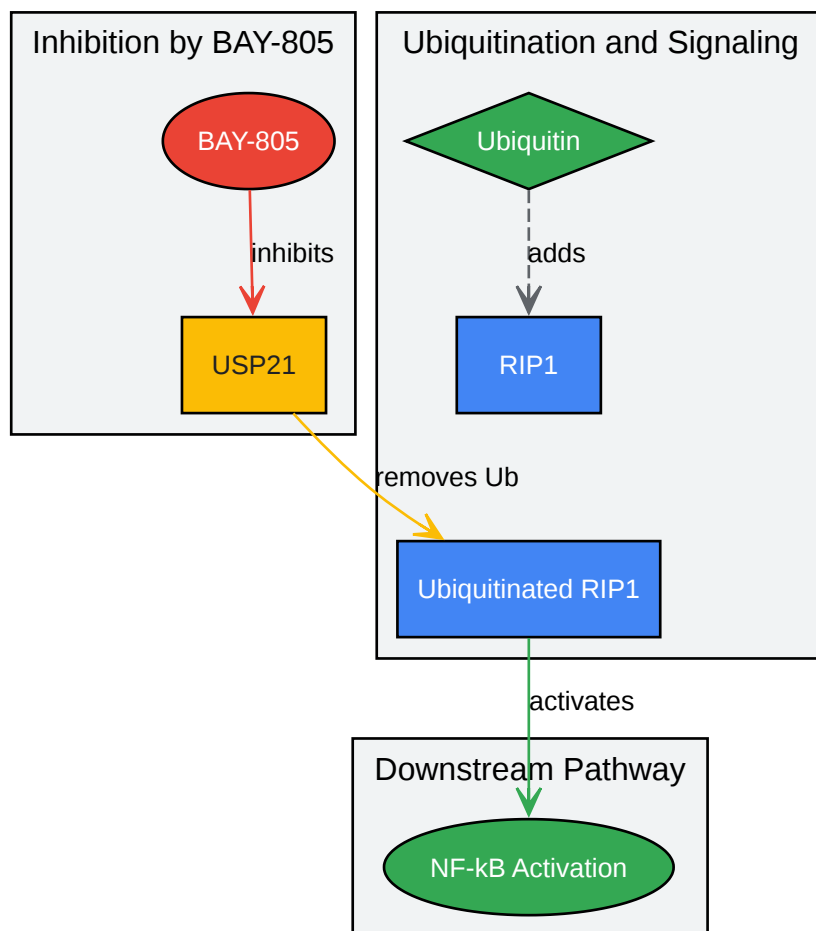 Inhibition by BAY-805
BAY-805
inhibits
USP21
removes Ub
Ubiquitination and Signaling
Ubiquitin
adds
RIP1
Ubiquitinated RIP1
activates
Downstream Pathway
NF-kB Activation